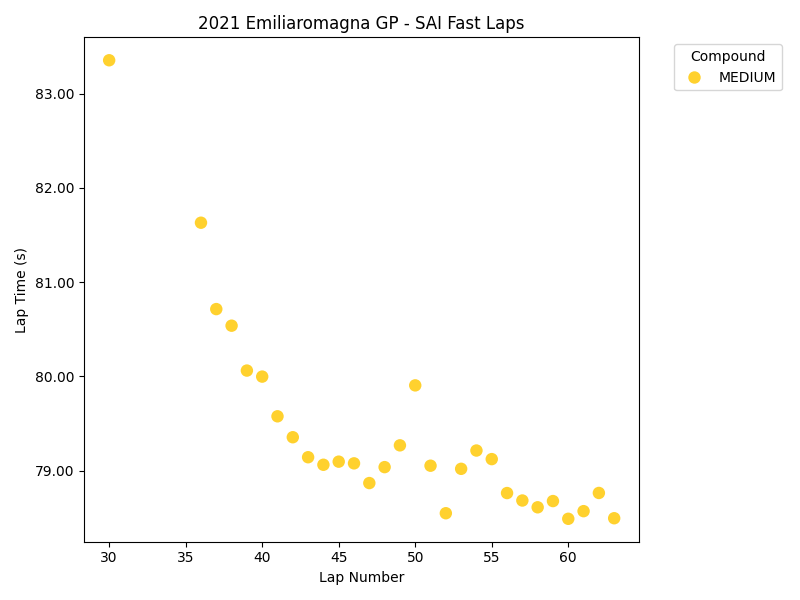 2021 Emiliaromagna GP - SAI Fast Laps
Compound
MEDIUM
83.00
82.00
81.00
80.00
79.00
Lap Time (s)
30 35 40 45 50 55 60
Lap Number